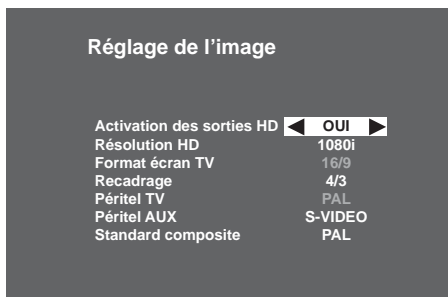 Réglage de l'image
Activation des sorties HD OUI
Résolution HD 1080i
Format écran TV 16/9
Recadrage 4/3
Péritel TV PAL
Péritel AUX S-VIDEO
Standard composite PAL